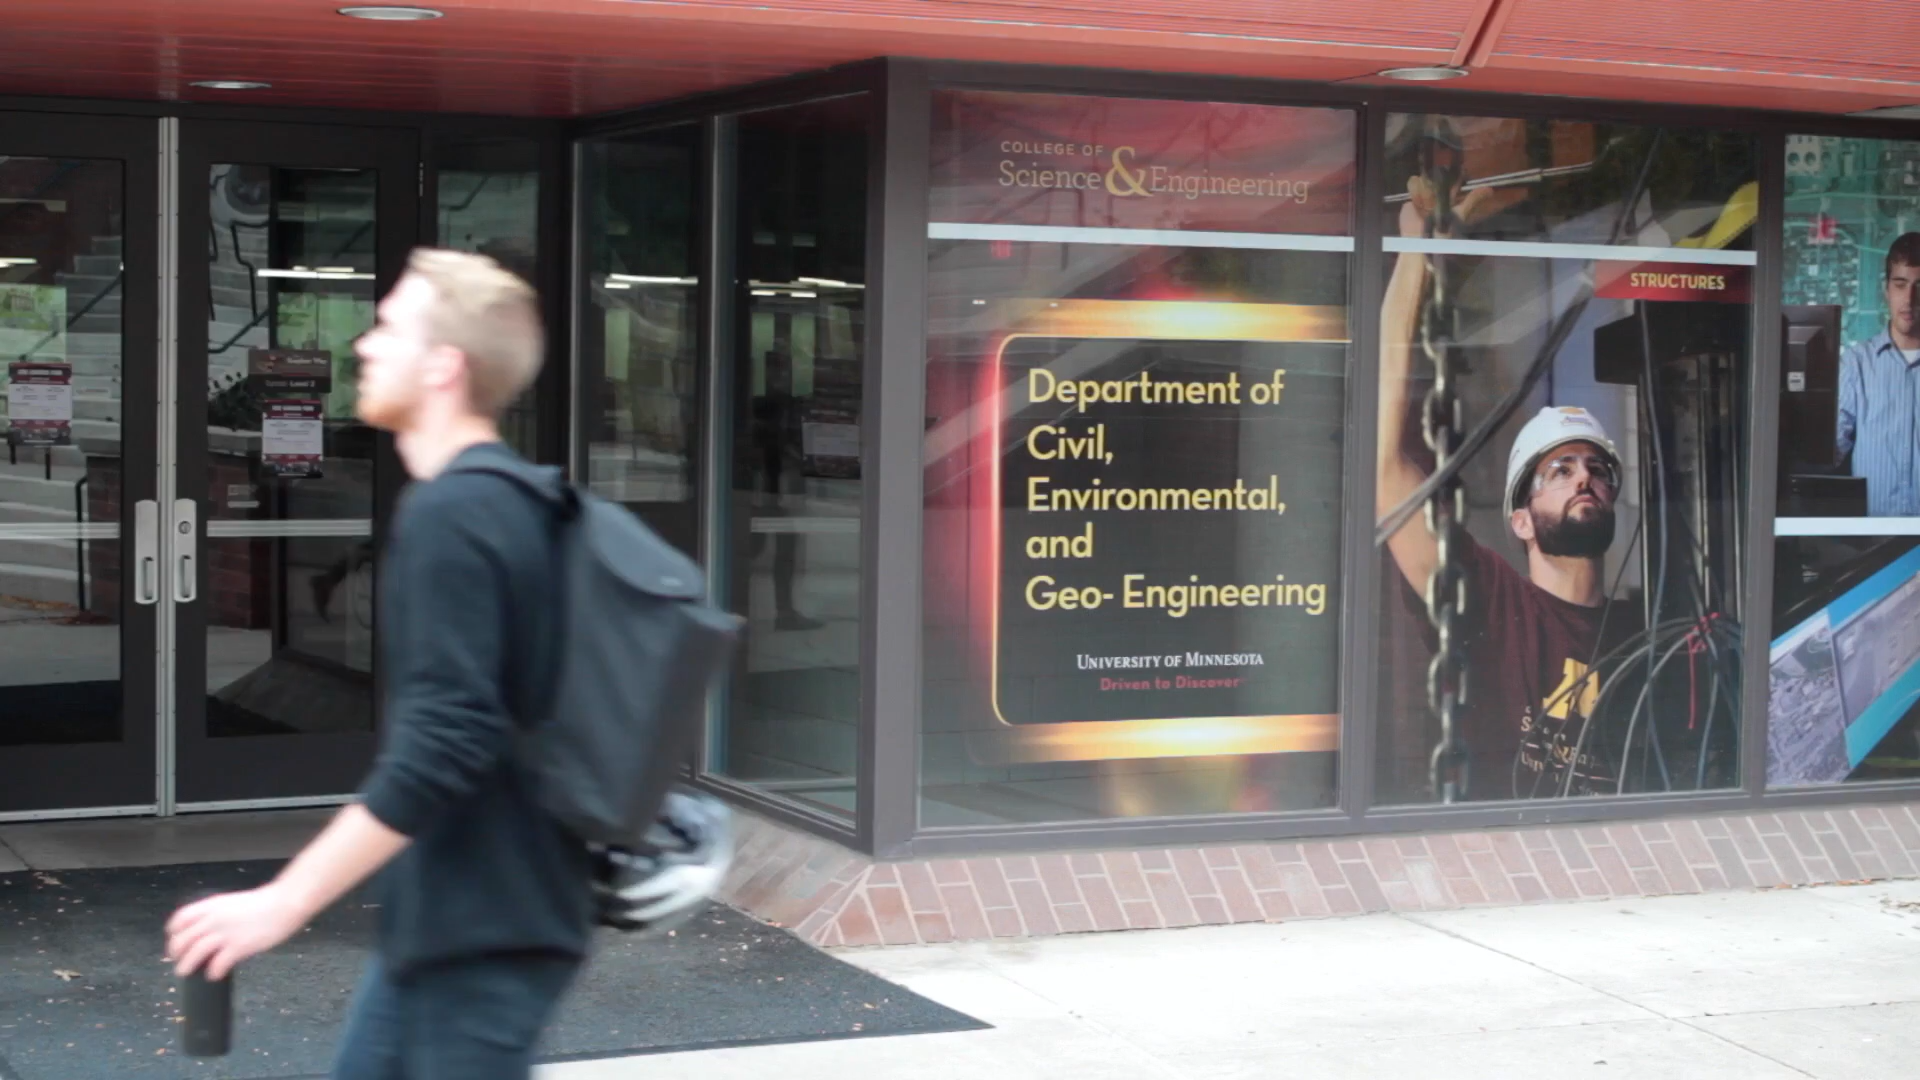 COLLEGE OF
Science & Engineering
STRUCTURES
Department of
Civil,
Environmental,
and
Geo- Engineering
UNIVERSITY OF MINNESOTA
Driven to Discover